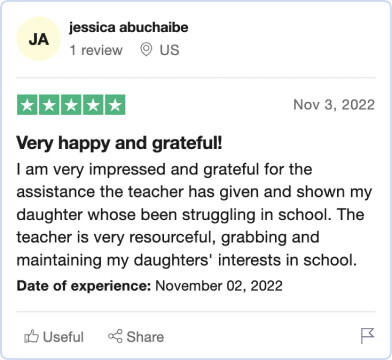 JA
jessica abuchaibe
1 review US
Nov 3, 2022
Very happy and grateful!
I am very impressed and grateful for the
assistance the teacher has given and shown my
daughter whose been struggling in school. The
teacher is very resourceful, grabbing and
maintaining my daughters' interests in school.
Date of experience: November 02, 2022
Useful Share